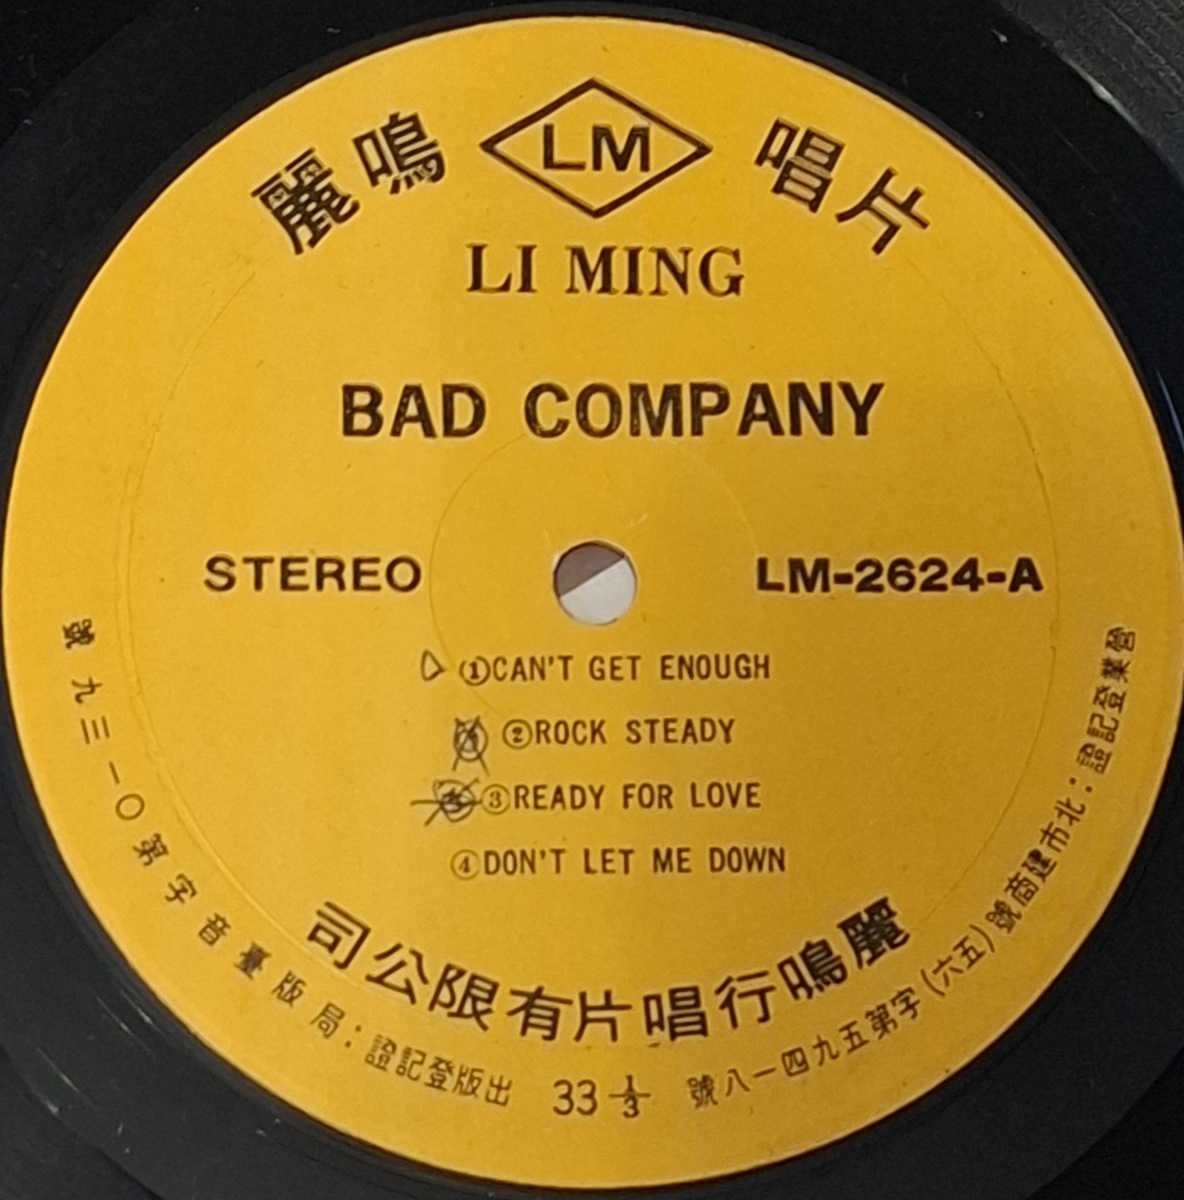 麗鳴 LM 唱片
LI MING
BAD COMPANY
STEREO
LM-2624-A
①CAN'T GET ENOUGH
②ROCK STEADY
③READY FOR LOVE
④DON'T LET ME DOWN
麗鳴行唱片有限公司
營業登記證：北市建商號(六五)字第五九四一八號
33 1/3
出版登記證：局版臺音字第〇一三九號